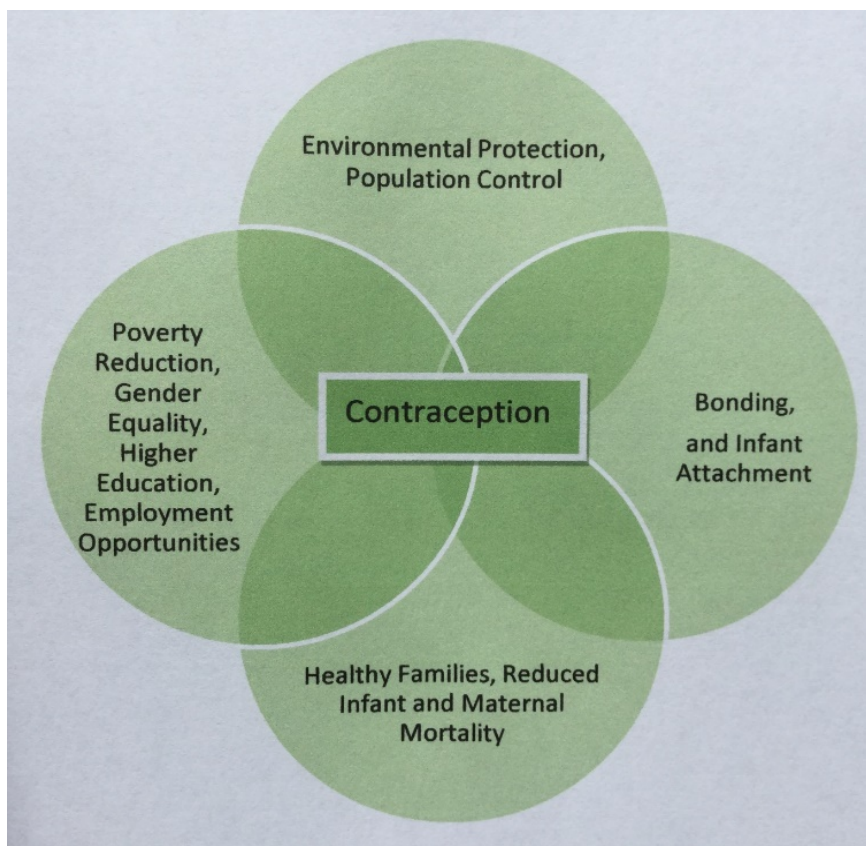 Environmental Protection,
Population Control
Poverty
Reduction,
Gender
Equality,
Higher
Education,
Employment
Opportunities
Contraception
Bonding,
and Infant
Attachment
Healthy Families, Reduced
Infant and Maternal
Mortality